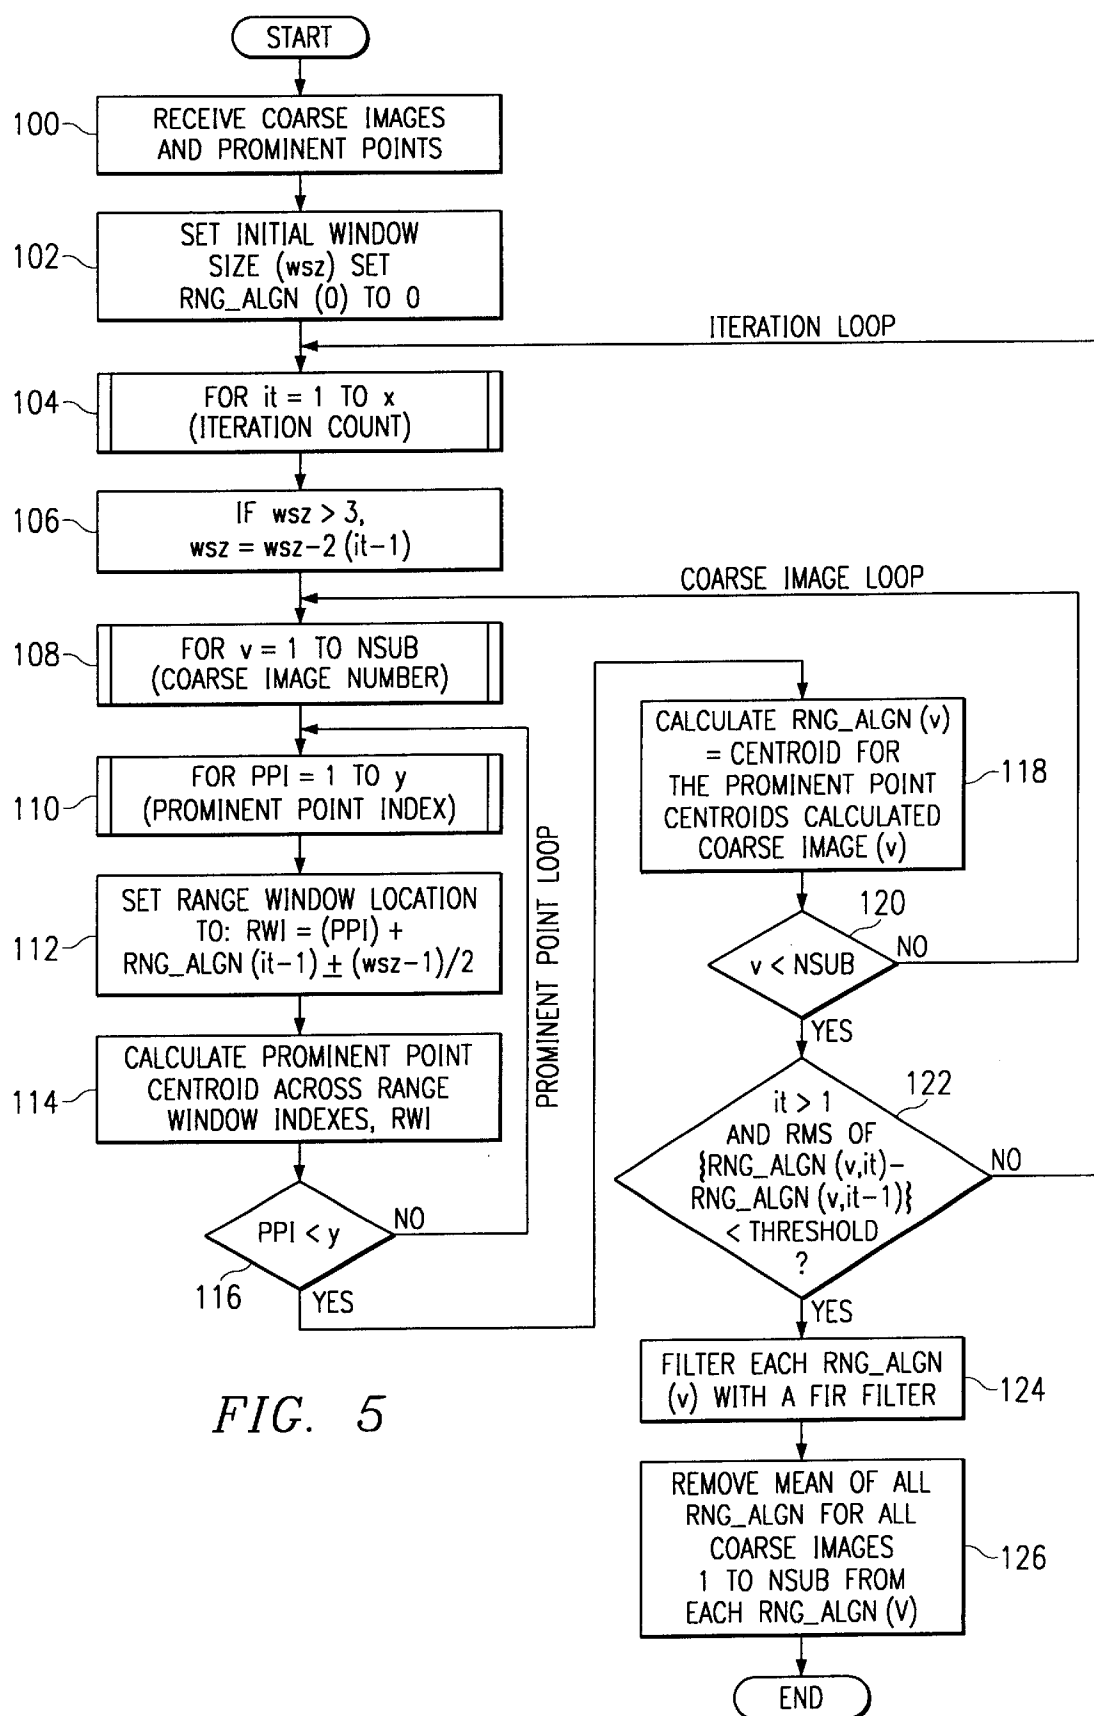 START
100
RECEIVE COARSE IMAGES
AND PROMINENT POINTS
102
SET INITIAL WINDOW
SIZE (wsz) SET
RNG_ALGN (0) TO 0
ITERATION LOOP
104
FOR it = 1 TO x
(ITERATION COUNT)
106
IF wsz > 3,
wsz = wsz-2 (it-1)
COARSE IMAGE LOOP
108
FOR v = 1 TO NSUB
(COARSE IMAGE NUMBER)
110
FOR PPI = 1 TO y
(PROMINENT POINT INDEX)
112
SET RANGE WINDOW LOCATION
TO: RWI = (PPI) +
RNG_ALGN (it-1) ± (wsz-1)/2
114
CALCULATE PROMINENT POINT
CENTROID ACROSS RANGE
WINDOW INDEXES, RWI
PROMINENT POINT LOOP
PPI < y
NO
116
YES
CALCULATE RNG_ALGN (v)
= CENTROID FOR
THE PROMINENT POINT
CENTROIDS CALCULATED
COARSE IMAGE (v)
118
120
v < NSUB
NO
YES
122
it > 1
AND RMS OF
{RNG_ALGN (v,it)-
RNG_ALGN (v,it-1)}
< THRESHOLD
?
NO
YES
FILTER EACH RNG_ALGN
(v) WITH A FIR FILTER
124
REMOVE MEAN OF ALL
RNG_ALGN FOR ALL
COARSE IMAGES
1 TO NSUB FROM
EACH RNG_ALGN (V)
126
END
FIG. 5